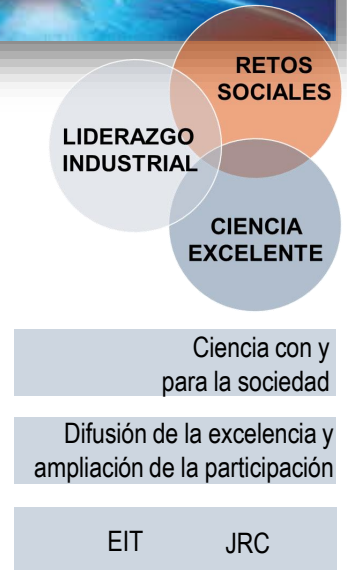 RETOS
SOCIALES
LIDERAZGO
INDUSTRIAL
CIENCIA
EXCELENTE
Ciencia con y
para la sociedad
Difusión de la excelencia y
ampliación de la participación
EIT JRC